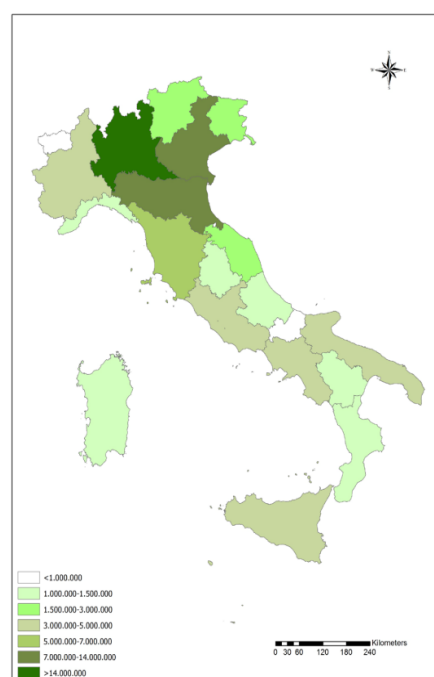 N
W E
S
<1.000.000
1.000.000-1.500.000
1.500.000-3.000.000
3.000.000-5.000.000
5.000.000-7.000.000
7.000.000-14.000.000
>14.000.000
Kilometers
0 30 60 120 180 240